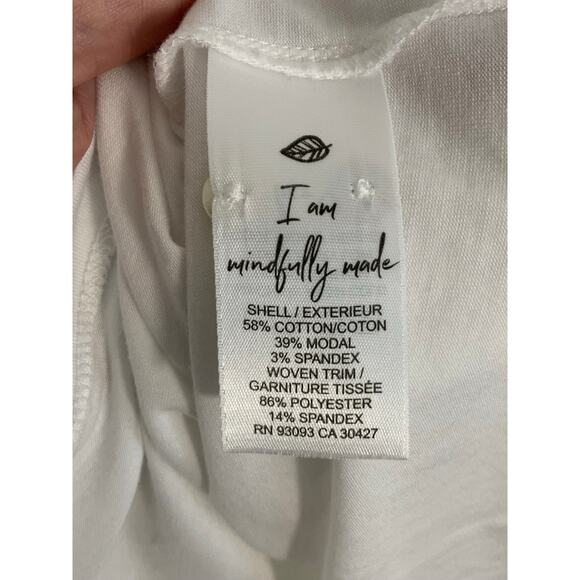 I am
mindfully made
SHELL / EXTERIEUR
58% COTTON/COTON
39% MODAL
3% SPANDEX
WOVEN TRIM /
GARNITURE TISSÉE
86% POLYESTER
14% SPANDEX
RN 93093 CA 30427